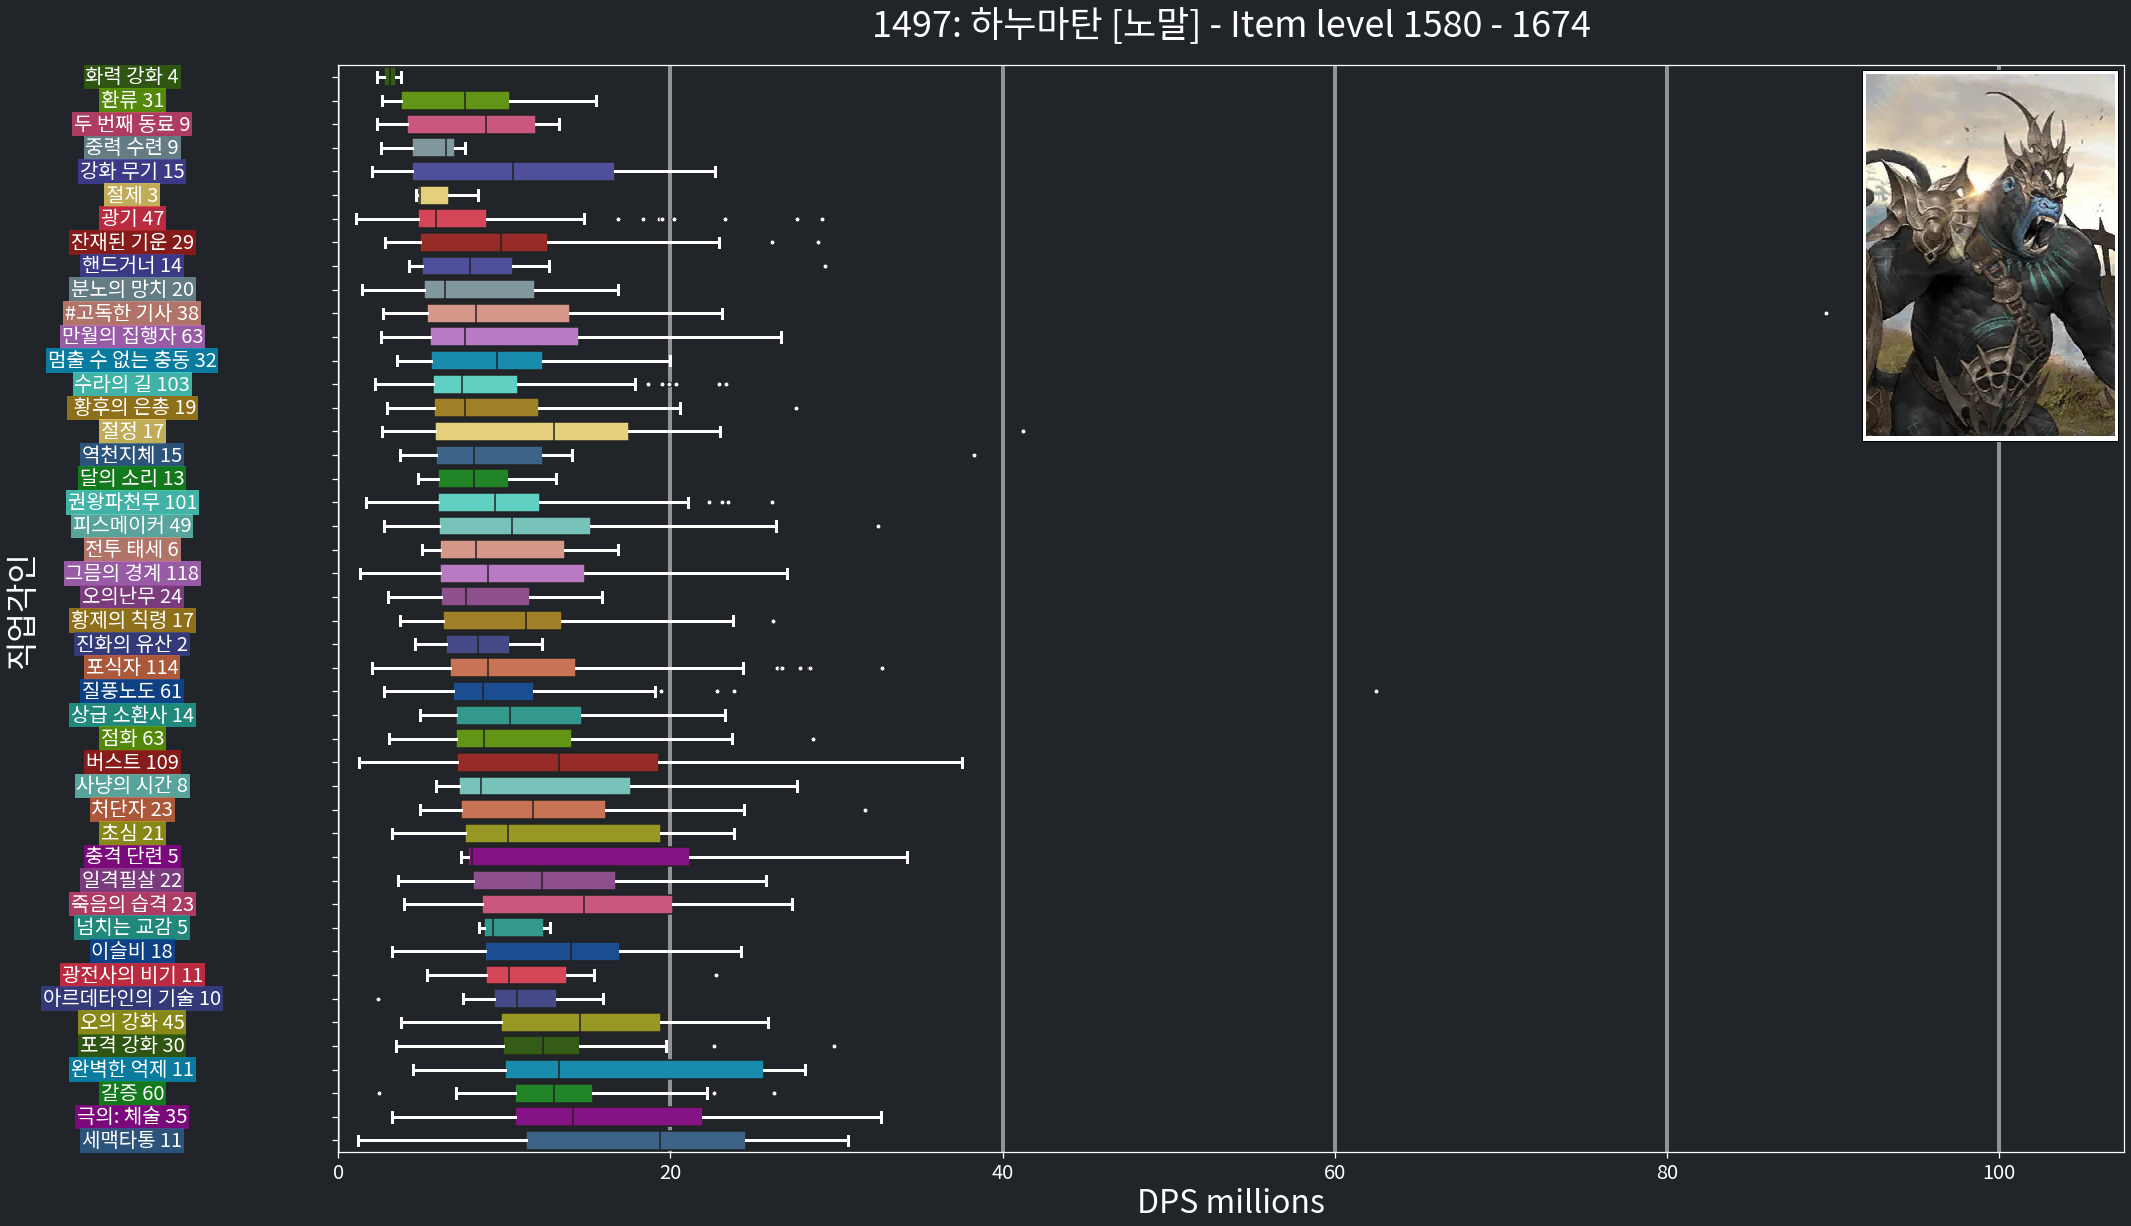 1497: 하누마탄 [노말] - Item level 1580 - 1674
직업각인
화력 강화 4
환류 31
두 번째 동료 9
중력 수련 9
강화 무기 15
절제 3
광기 47
잔재된 기운 29
핸드거너 14
분노의 망치 20
#고독한 기사 38
만월의 집행자 63
멈출 수 없는 충동 32
수라의 길 103
황후의 은총 19
절정 17
역천지체 15
달의 소리 13
권왕파천무 101
피스메이커 49
전투 태세 6
그믐의 경계 118
오의난무 24
황제의 칙령 17
진화의 유산 2
포식자 114
질풍노도 61
상급 소환사 14
점화 63
버스트 109
사냥의 시간 8
처단자 23
초심 21
충격 단련 5
일격필살 22
죽음의 습격 23
넘치는 교감 5
이슬비 18
광전사의 비기 11
아르데타인의 기술 10
오의 강화 45
포격 강화 30
완벽한 억제 11
갈증 60
극의: 체술 35
세맥타통 11
0 20 40 60 80 100
DPS millions